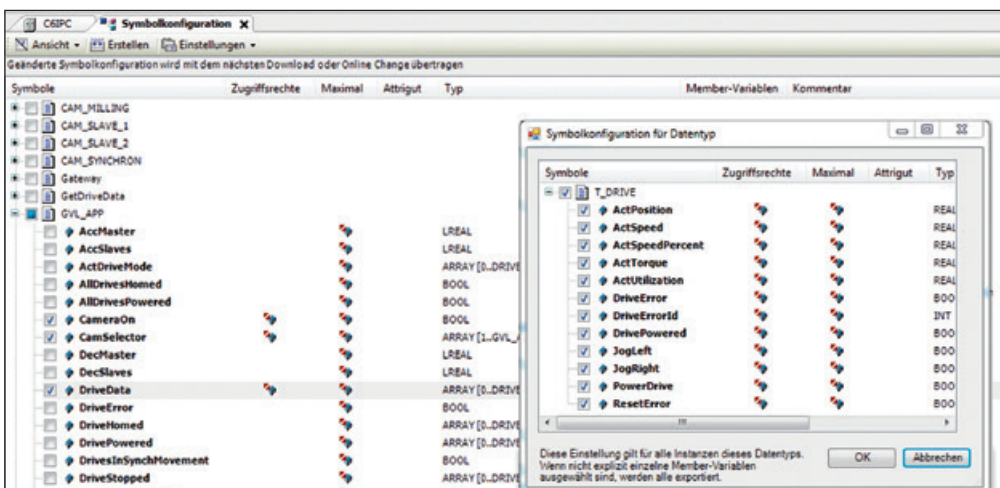 C6IPC Symbolkonfiguration X
Ansicht Erstellen Einstellungen
Geänderte Symbolkonfiguration wird mit dem nächsten Download oder Online Change übertragen
Symbole Zugriffsrechte Maximal Attrigut Typ Member-Variablen Kommentar
CAM_MILLING
CAM_SLAVE_1
CAM_SLAVE_2
CAM_SYNCHRON
Gateway
GetDriveData
GVL_APP
AccMaster LREAL
AccSlaves LREAL
ActDriveMode ARRAY [0..DRIVE
AllDrivesHomed BOOL
AllDrivesPowered BOOL
CameraOn BOOL
CamSelector ARRAY [1..GVL_A
DecMaster LREAL
DecSlaves LREAL
DriveData ARRAY [0..DRIVE
DriveError BOOL
DriveHomed ARRAY [0..DRIVE
DrivePowered ARRAY [0..DRIVE
DrivesInSynchMovement BOOL
DriveStopped ARRAY [0..DRIVE
Symbolkonfiguration für Datentyp
Symbole Zugriffsrechte Maximal Attrigut Typ
T_DRIVE
ActPosition REAL
ActSpeed REAL
ActSpeedPercent REAL
ActTorque REAL
ActUtilization REAL
DriveError BOO
DriveErrorId INT
DrivePowered BOO
JogLeft BOO
JogRight BOO
PowerDrive BOO
ResetError BOO
Diese Einstellung gilt für alle Instanzen dieses Datentyps.
Wenn nicht explizit einzelne Member-Variablen
ausgewählt sind, werden alle exportiert.
OK Abbrechen